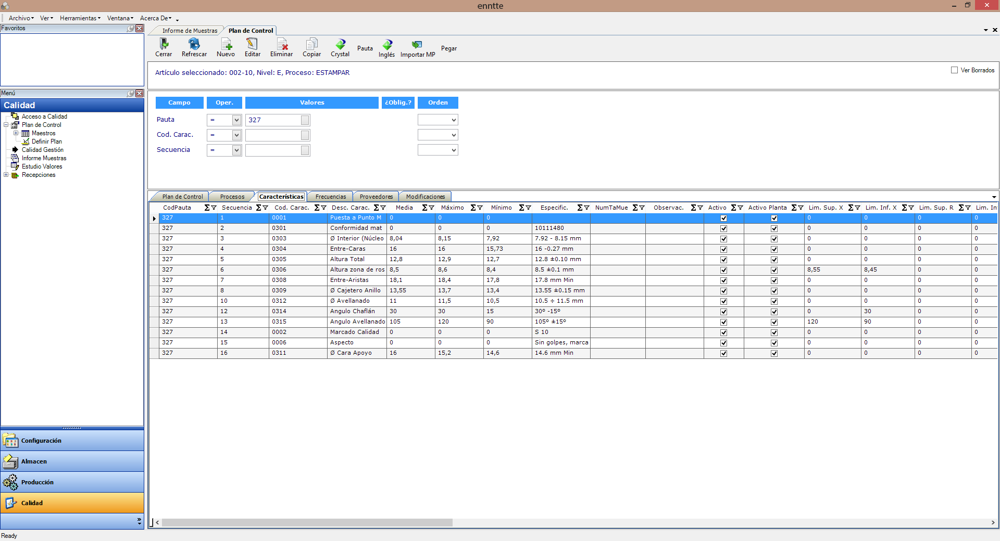 enntte
Archivo Ver Herramientas Ventana Acerca De
Favoritos
Menú
Calidad
Acceso a Calidad
Plan de Control
Maestros
Definir Plan
Calidad Gestión
Informe Muestras
Estudio Valores
Recepciones
Configuración
Almacen
Producción
Calidad
Ready
Informe de Muestras Plan de Control
Cerrar Refrescar Nuevo Editar Eliminar Copiar Crystal Pauta Inglés Importar MP Pegar
Artículo seleccionado: 002-10, Nivel: E, Proceso: ESTAMPAR
Ver Borrados
Campo Oper. Valores ¿Oblig.? Orden
Pauta = 327
Cod. Carac. =
Secuencia =
Plan de Control Procesos Características Frecuencias Proveedores Modificaciones
CodPauta Secuencia Cod. Carac. Desc. Carac. Media Máximo Mínimo Especific. NumTaMue Observac. Activo Activo Planta Lim. Sup. X Lim. Inf. X Lim. Sup. R Lim. In
327 1 0001 Puesta a Punto M 0 0 0 0 0 0 0
327 2 0301 Conformidad mat 0 0 0 10111480 0 0 0 0
327 3 0303 Ø Interior (Núcleo 8,04 8,15 7,92 7.92 - 8.15 mm 0 0 0 0
327 4 0304 Entre-Caras 16 16 15,73 16 -0.27 mm 0 0 0 0
327 5 0305 Altura Total 12,8 12,9 12,7 12.8 ±0.10 mm 0 0 0 0
327 6 0306 Altura zona de ros 8,5 8,6 8,4 8.5 ±0.1 mm 8,55 8,45 0 0
327 7 0308 Entre-Aristas 18,1 18,4 17,8 17.8 mm Min 0 0 0 0
327 8 0309 Ø Cajetero Anillo 13,55 13,7 13,4 13.55 ±0.15 mm 0 0 0 0
327 10 0312 Ø Avellanado 11 11,5 10,5 10.5 ÷ 11.5 mm 0 0 0 0
327 12 0314 Angulo Chaflán 30 30 15 30º -15º 0 30 0 0
327 13 0315 Angulo Avellanado 105 120 90 105º ±15º 120 90 0 0
327 14 0002 Marcado Calidad 0 0 0 S 10 0 0 0 0
327 15 0006 Aspecto 0 0 0 Sin golpes, marca 0 0 0 0
327 16 0311 Ø Cara Apoyo 16 15,2 14,6 14.6 mm Min 0 0 0 0